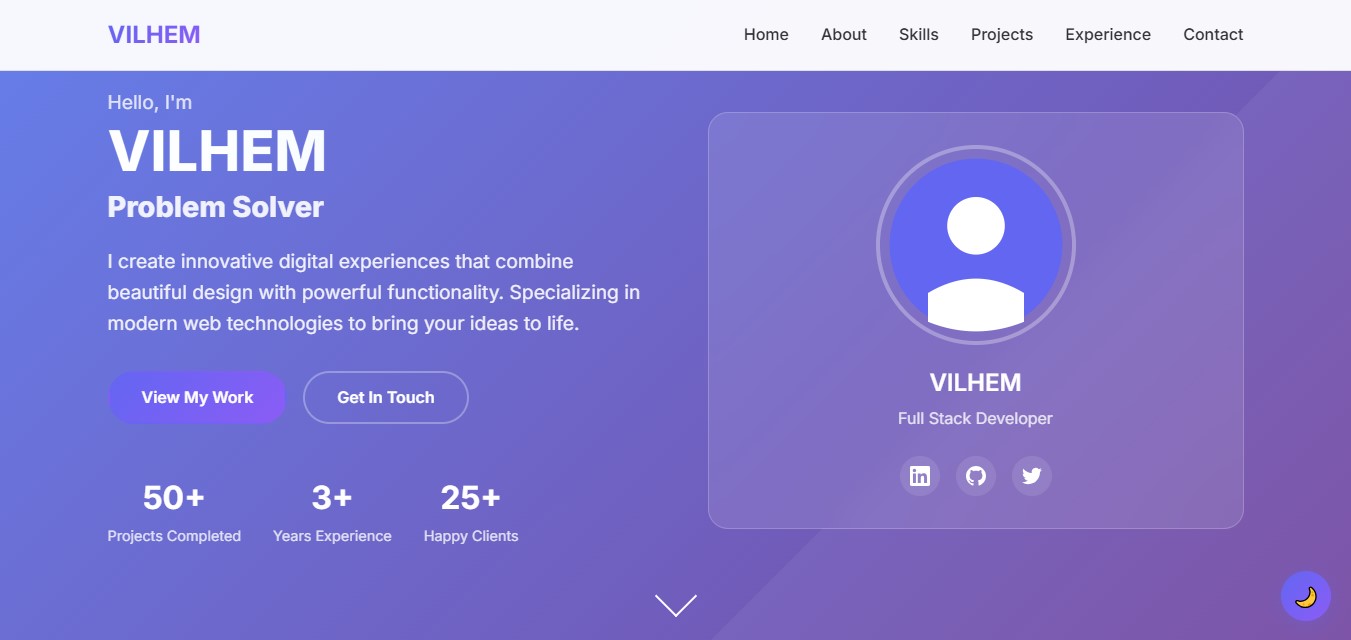 VILHEM
Home About Skills Projects Experience Contact
Hello, I'm
VILHEM
Problem Solver
I create innovative digital experiences that combine
beautiful design with powerful functionality. Specializing in
modern web technologies to bring your ideas to life.
View My Work
Get In Touch
50+
Projects Completed
3+
Years Experience
25+
Happy Clients
VILHEM
Full Stack Developer
in